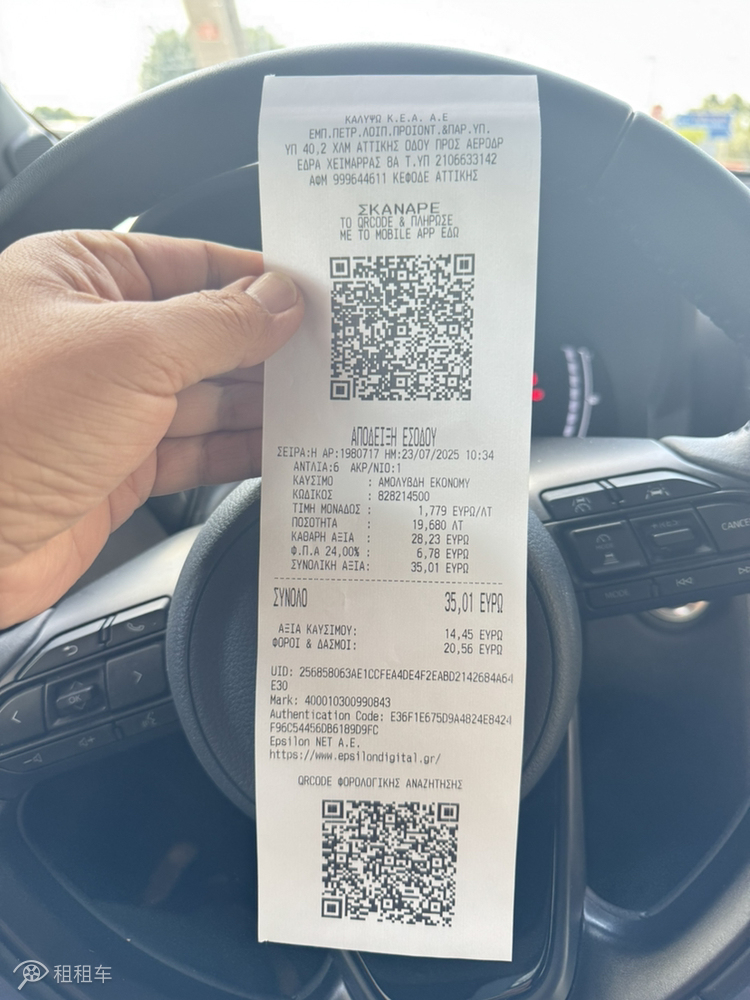 ΚΑΛΥΨΩ Κ.Ε.Α. Α.Ε
ΕΜΠ.ΠΕΤΡ.ΛΟΙΠ.ΠΡΟΙΟΝΤ.&ΠΑΡ.ΥΠ.
ΥΠ 40,2 ΧΛΜ ΑΤΤΙΚΗΣ ΟΔΟΥ ΠΡΟΣ ΑΕΡΟΔΡ
ΕΔΡΑ ΧΕΙΜΑΡΡΑΣ 8Α Τ.ΥΠ 2106633142
ΑΦΜ 999644611 ΚΕΦΟΔΕ ΑΤΤΙΚΗΣ
ΣΚΑΝΑΡΕ
ΤΟ QRCODE & ΠΛΗΡΩΣΕ
ΜΕ ΤΟ MOBILE APP ΕΔΩ
ΑΠΟΔΕΙΞΗ ΕΣΟΔΟΥ
ΣΕΙΡΑ:Η ΑΡ:1980717 ΗΜ:23/07/2025 10:34
ΑΝΤΛΙΑ:6 ΑΚΡ/ΝΙΟ:1
ΚΑΥΣΙΜΟ : ΑΜΟΛΥΒΔΗ ΕΚΟΝΟΜΥ
ΚΩΔΙΚΟΣ : 828214500
ΤΙΜΗ ΜΟΝΑΔΟΣ : 1,779 ΕΥΡΩ/ΛΤ
ΠΟΣΟΤΗΤΑ : 19,680 ΛΤ
ΚΑΘΑΡΗ ΑΞΙΑ : 28,23 ΕΥΡΩ
Φ.Π.Α 24,00% : 6,78 ΕΥΡΩ
ΣΥΝΟΛΙΚΗ ΑΞΙΑ: 35,01 ΕΥΡΩ
ΣΥΝΟΛΟ 35,01 ΕΥΡΩ
ΑΞΙΑ ΚΑΥΣΙΜΟΥ: 14,45 ΕΥΡΩ
ΦΟΡΟΙ & ΔΑΣΜΟΙ: 20,56 ΕΥΡΩ
UID: 256858063AE1CCFEA4DE4F2EABD2142684A64
E30
Mark: 400010300990843
Authentication Code: E36F1E675D9A4824E8424
F96C54456DB6189D9FC
Epsilon NET A.E.
https://www.epsilondigital.gr/
QRCODE ΦΟΡΟΛΟΓΙΚΗΣ ΑΝΑΖΗΤΗΣΗΣ
OK
CANCEL
MODE
租租车